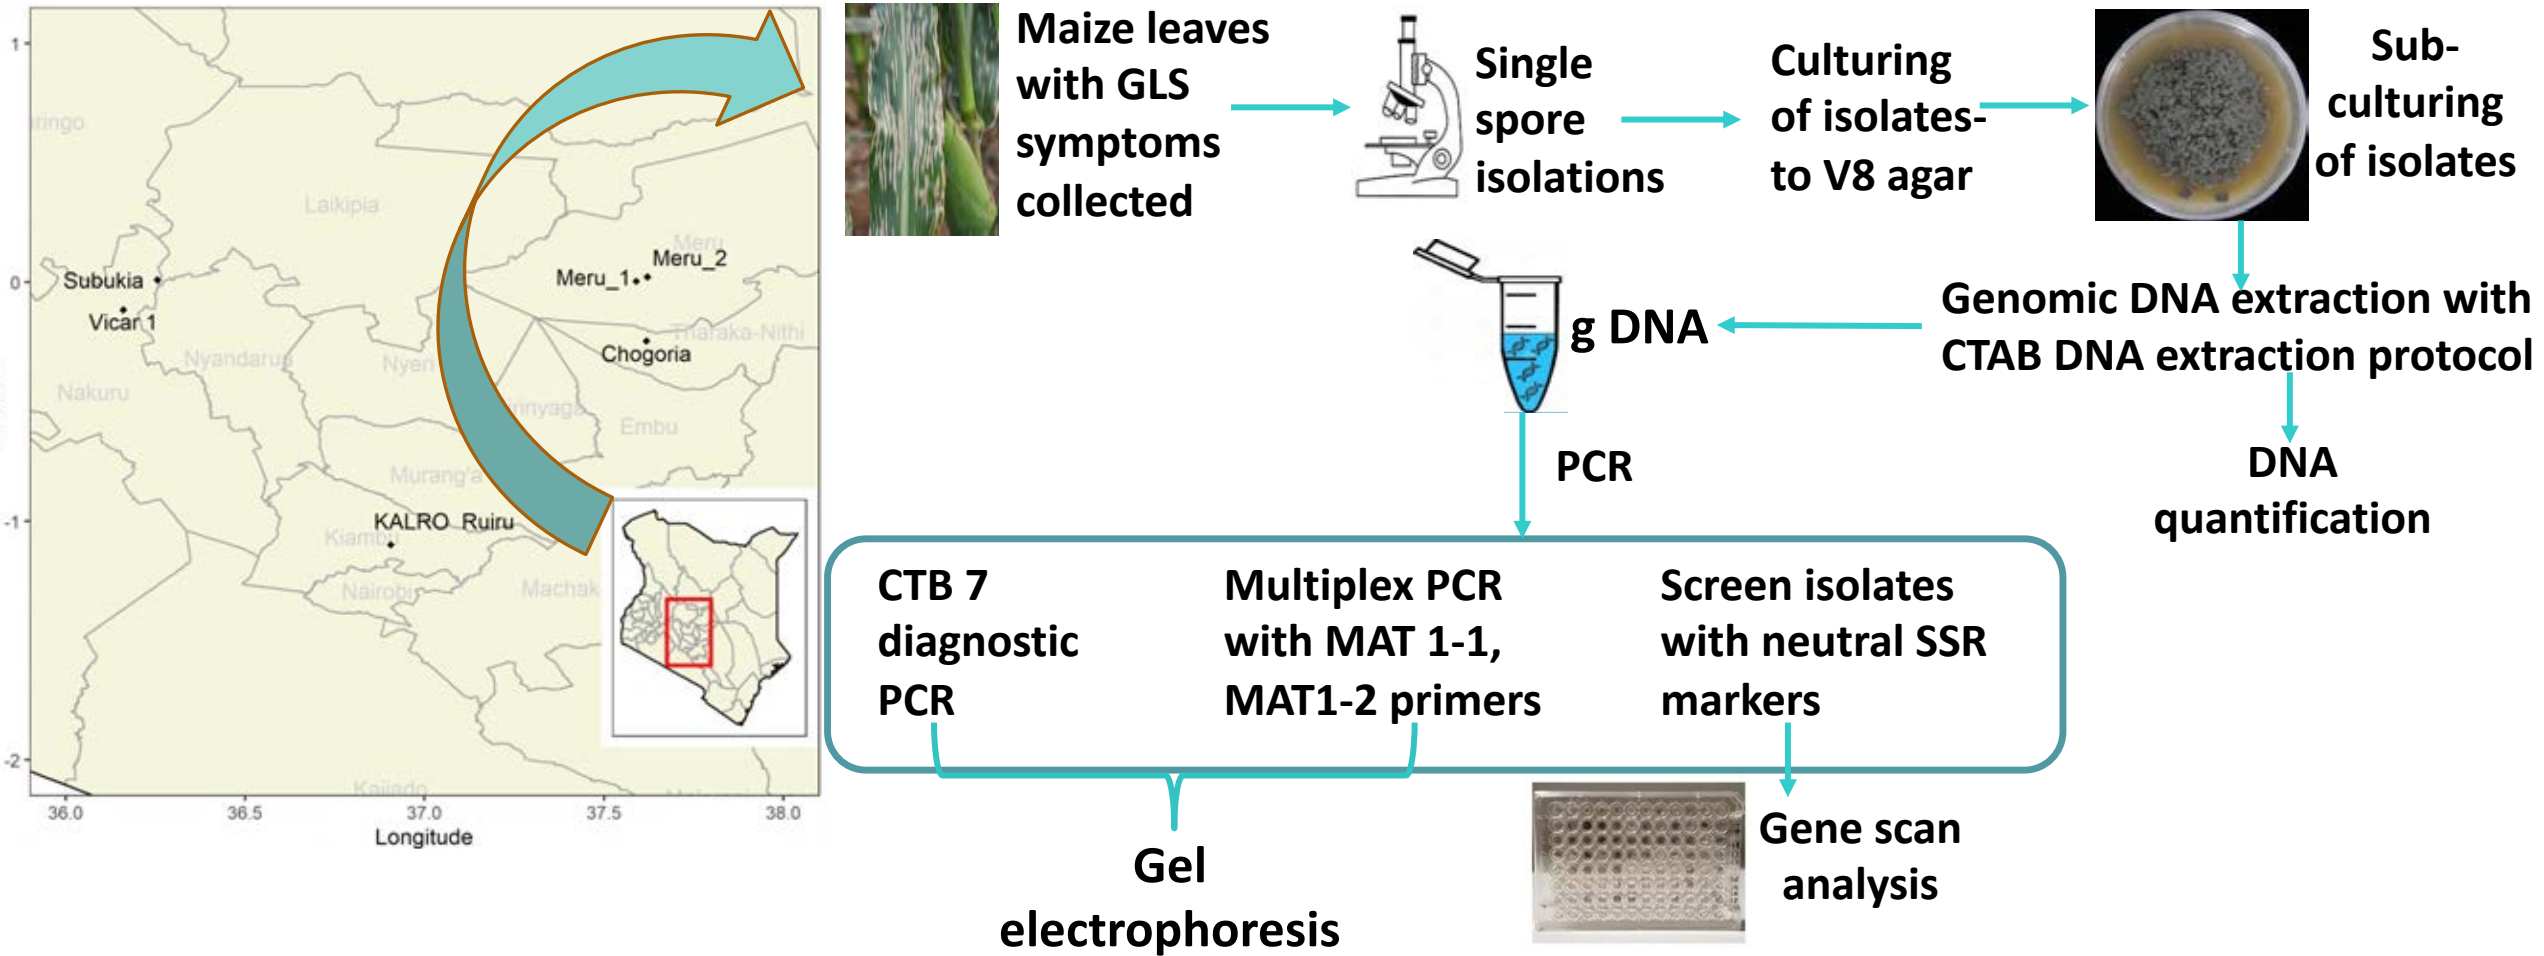 1
0
-1
-2
36.0
36.5
37.0
37.5
38.0
Longitude
Laikipia
Meru
Meru_2
Meru_1
Subukia
Vicar 1
Tharaka-Nithi
Chogoria
Nyandarua
Nyeri
Nakuru
Embu
Murang'a
KALRO Ruiru
Kiambu
Nairobi
Kajiado
Maize leaves
with GLS
symptoms
collected
Single
spore
isolations
Culturing
of isolates-
to V8 agar
Sub-
culturing
of isolates
Genomic DNA extraction with
CTAB DNA extraction protocol
g DNA
DNA
quantification
PCR
CTB 7
diagnostic
PCR
Multiplex PCR
with MAT 1-1,
MAT1-2 primers
Screen isolates
with neutral SSR
markers
Gel
electrophoresis
Gene scan
analysis